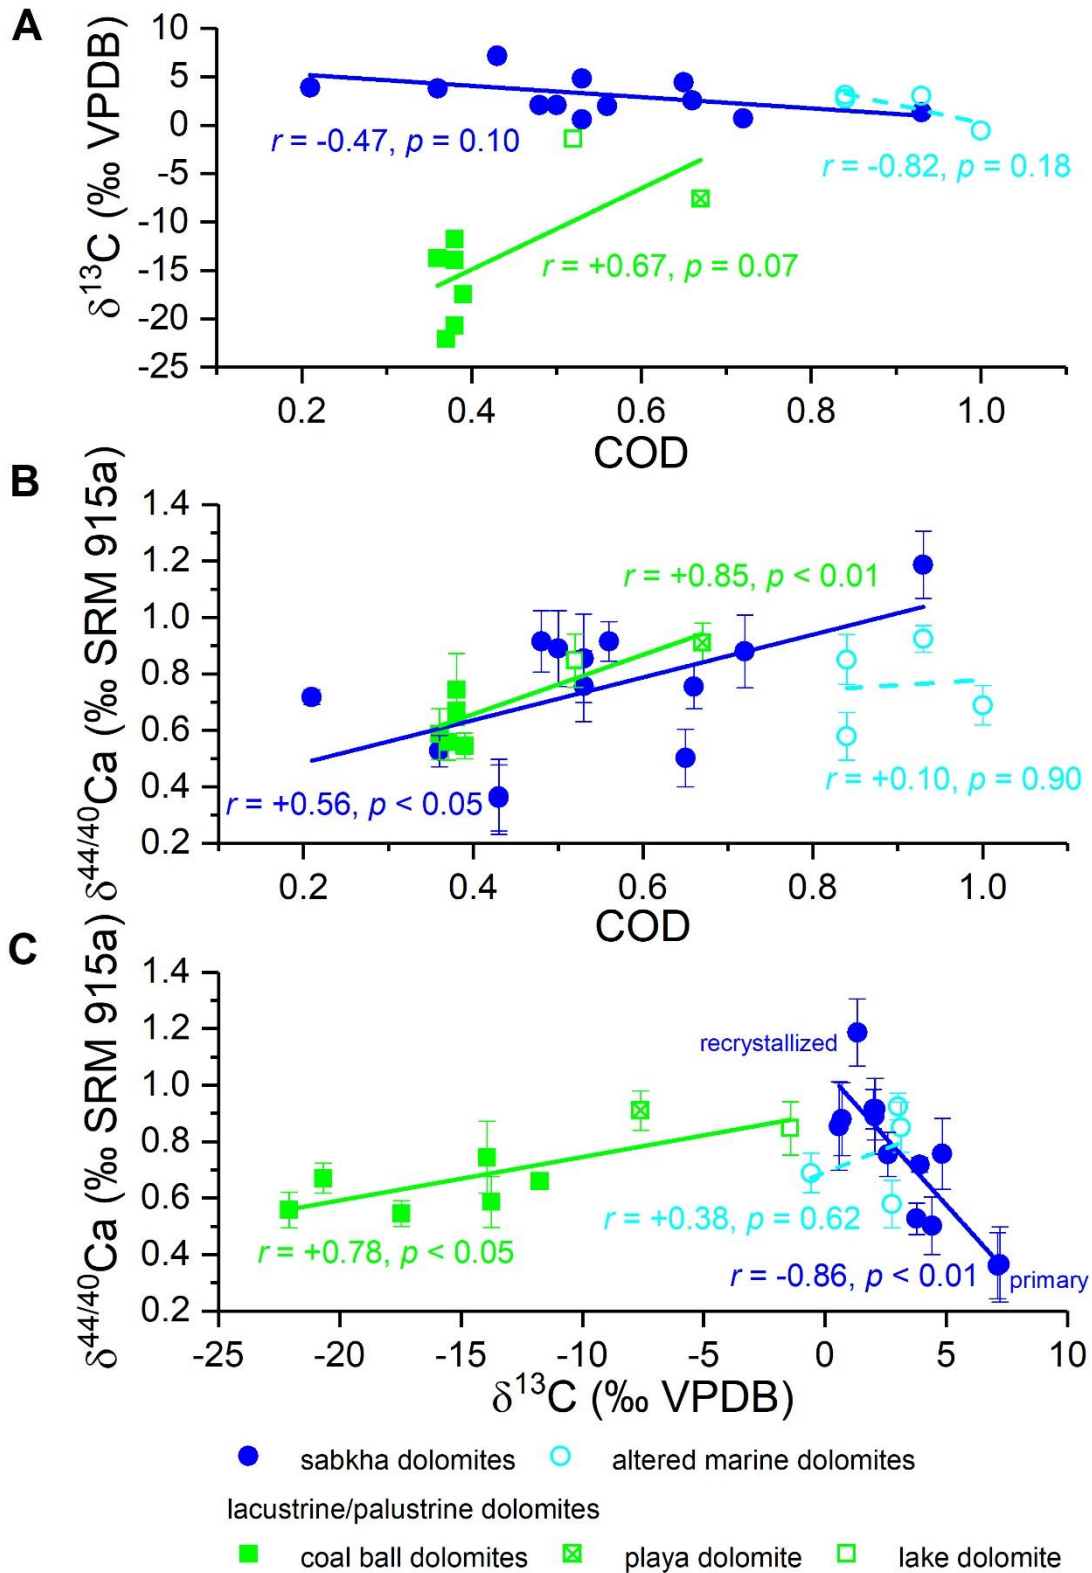 A
δ13C (‰ VPDB)
10
5
0
-5
-10
-15
-20
-25
r = -0.47, p = 0.10
r = -0.82, p = 0.18
r = +0.67, p = 0.07
0.2 0.4 0.6 0.8 1.0
COD
B
δ44/40Ca (‰ SRM 915a)
1.4
1.2
1.0
0.8
0.6
0.4
0.2
r = +0.85, p < 0.01
r = +0.56, p < 0.05
r = +0.10, p = 0.90
0.2 0.4 0.6 0.8 1.0
COD
C
δ44/40Ca (‰ SRM 915a)
1.4
1.2
1.0
0.8
0.6
0.4
0.2
recrystallized
r = +0.38, p = 0.62
r = +0.78, p < 0.05
r = -0.86, p < 0.01
primary
-25 -20 -15 -10 -5 0 5 10
δ13C (‰ VPDB)
sabkha dolomites altered marine dolomites
lacustrine/palustrine dolomites
coal ball dolomites playa dolomite lake dolomite